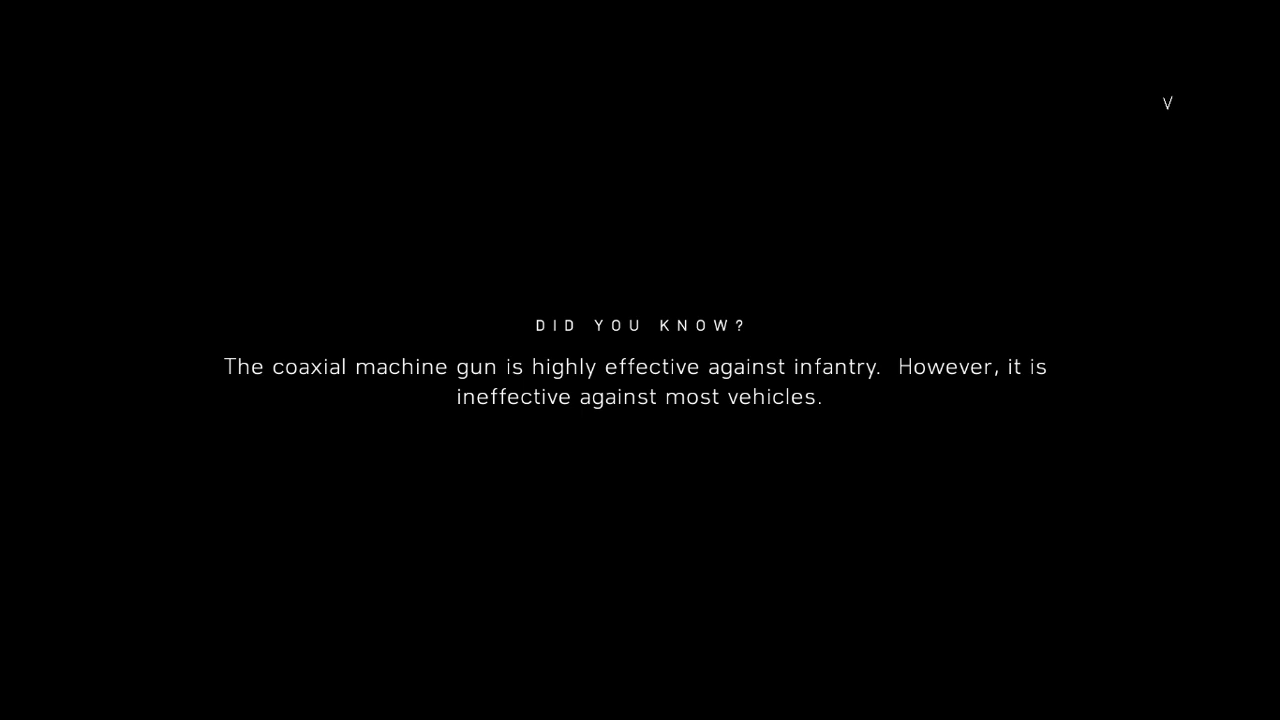 V
DID YOU KNOW?
The coaxial machine gun is highly effective against infantry.  However, it is
ineffective against most vehicles.